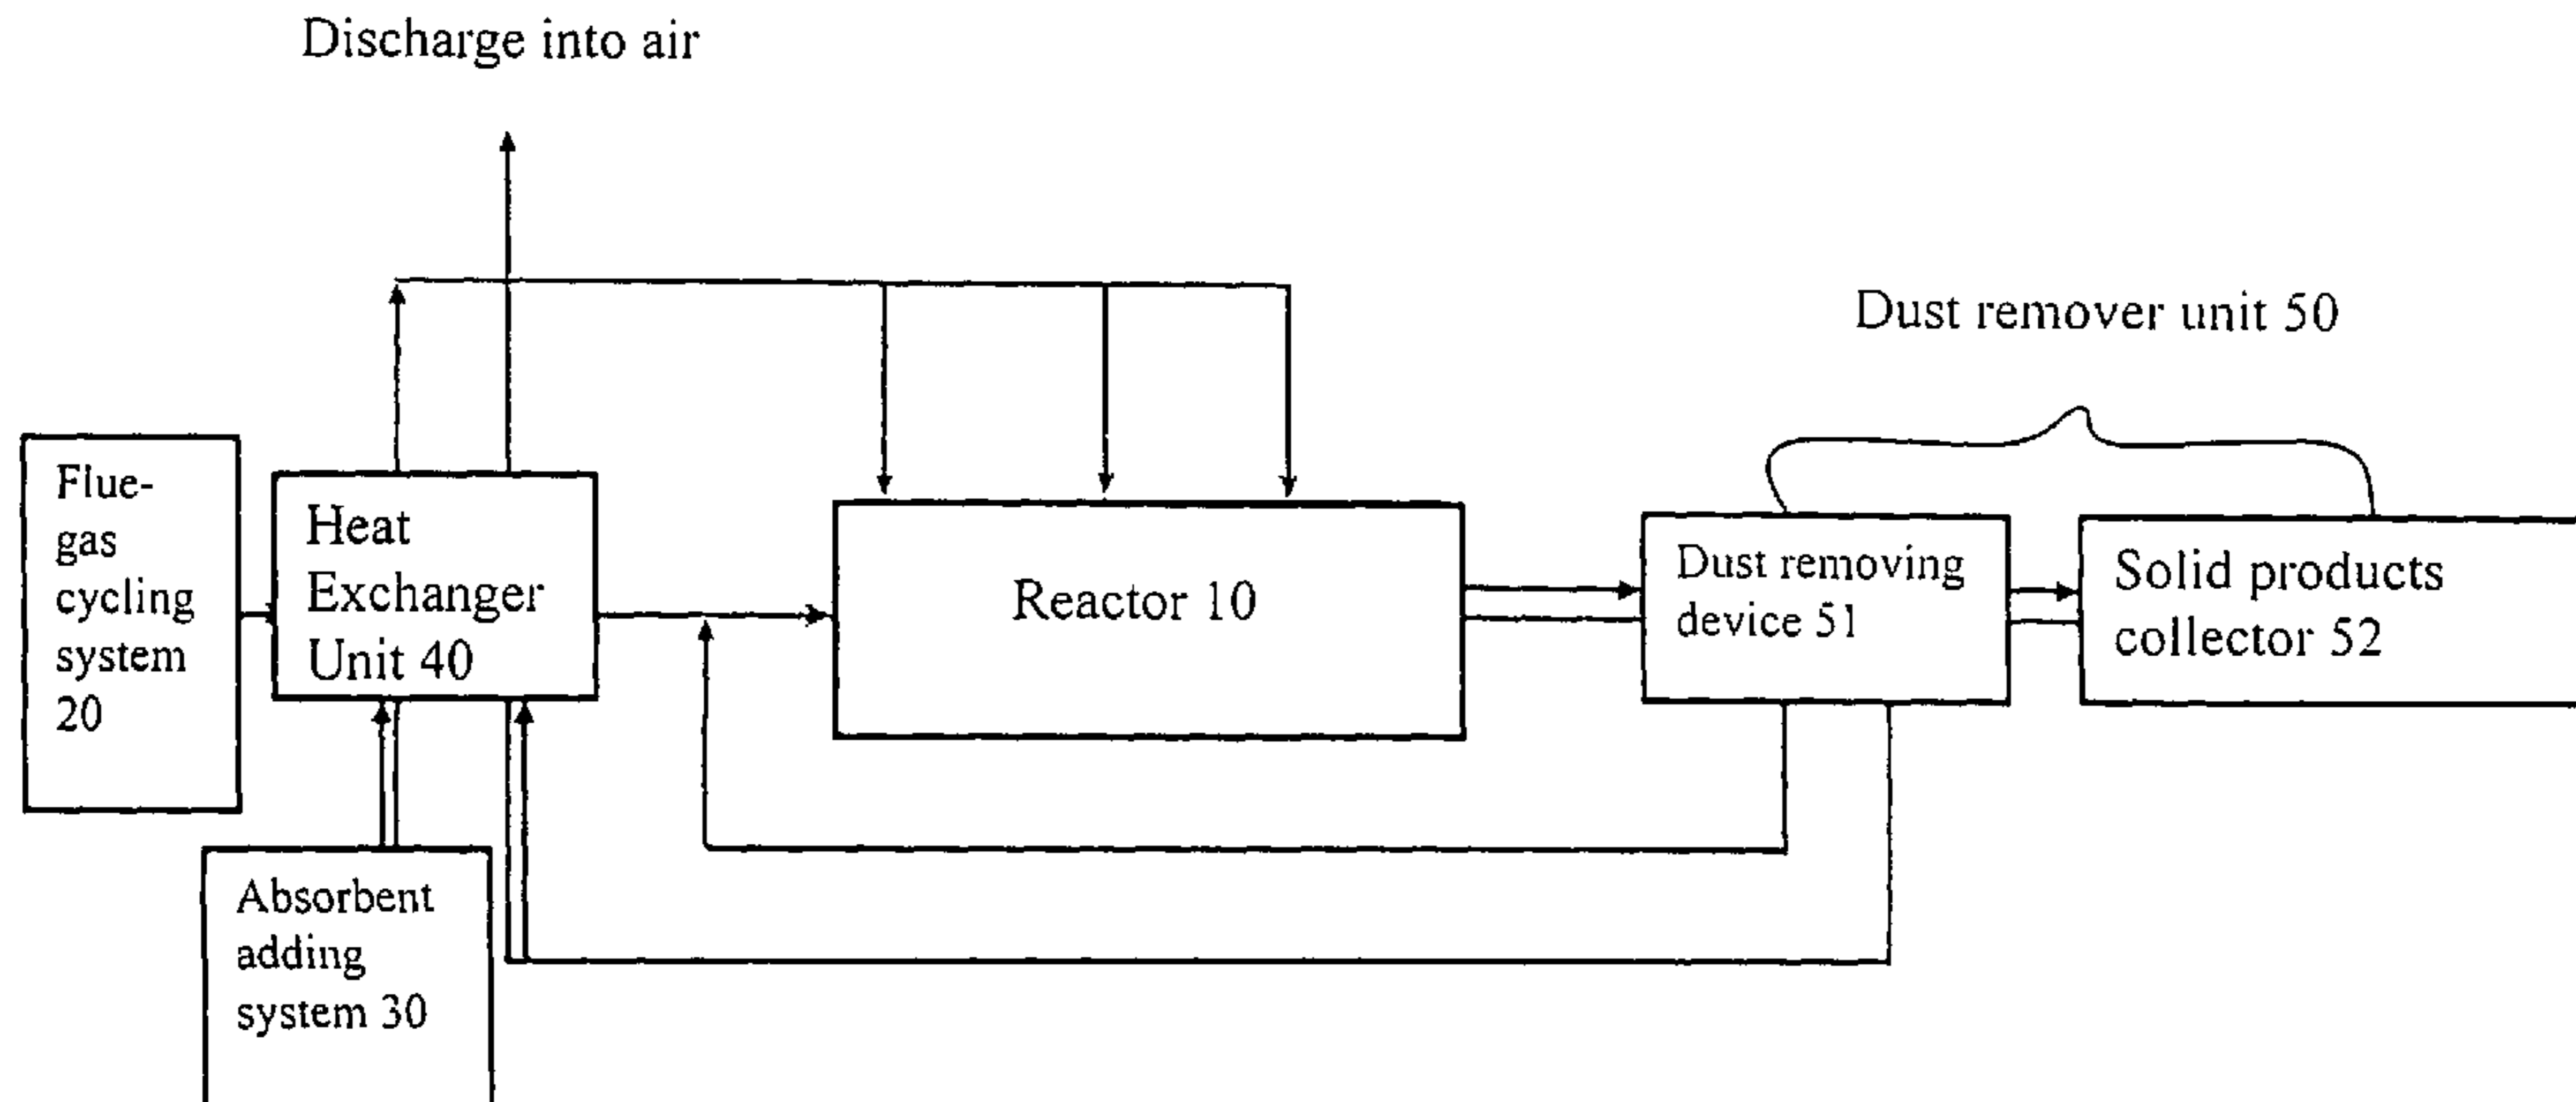 Discharge into air
Dust remover unit 50
Flue-
gas
cycling
system
20
Heat
Exchanger
Unit 40
Reactor 10
Dust removing
device 51
Solid products
collector 52
Absorbent
adding
system 30